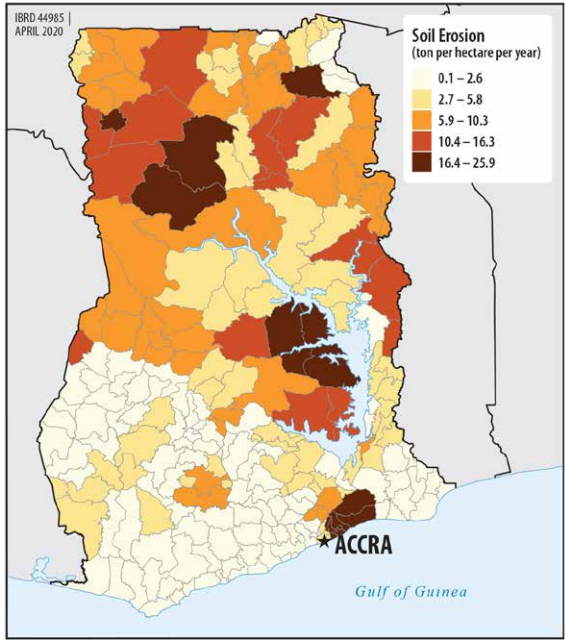 IBRD 44985 |
APRIL 2020
Soil Erosion
(ton per hectare per year)
0.1 – 2.6
2.7 – 5.8
5.9 – 10.3
10.4 – 16.3
16.4 – 25.9
ACCRA
Gulf of Guinea